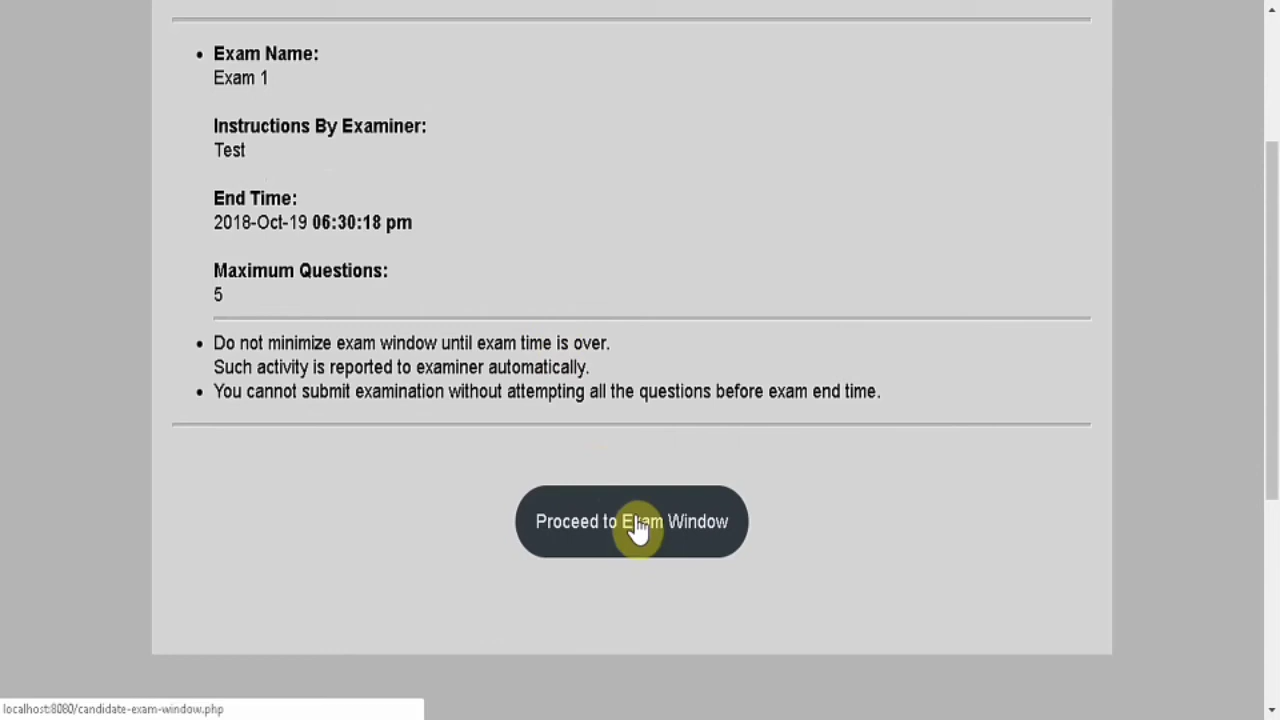 Exam Name:
Exam 1
Instructions By Examiner:
Test
End Time:
2018-Oct-19 06:30:18 pm
Maximum Questions:
5
Do not minimize exam window until exam time is over.
Such activity is reported to examiner automatically.
You cannot submit examination without attempting all the questions before exam end time.
Proceed to Exam Window
localhost:8080/candidate-exam-window.php